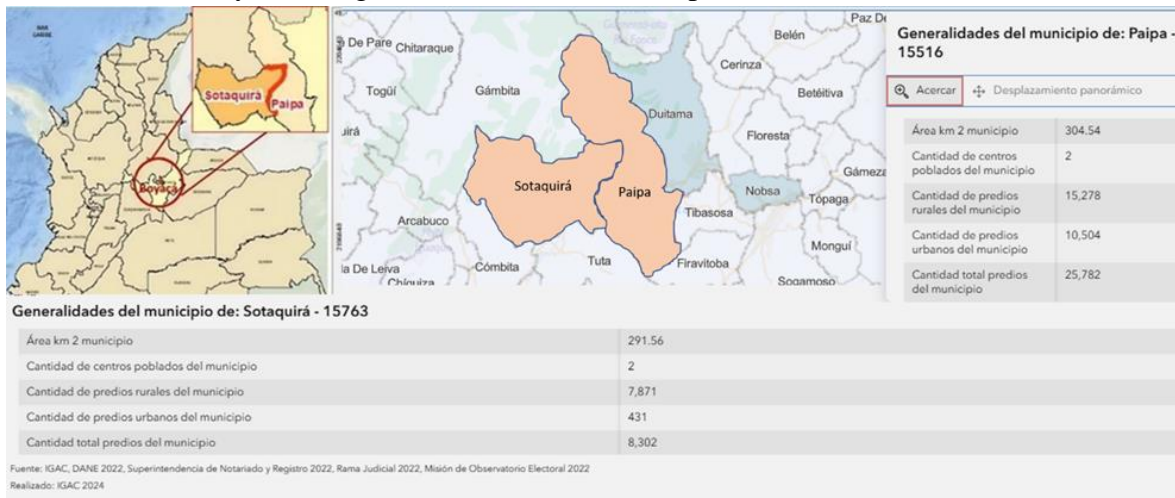 MAR
CARIBE
Sotaquirá
Paipa
Boyacá
De Pare
Chitaraque
Togüí
Gámbita
Arcabuco
Cómbita
Tuta
Sotaquirá
Paipa
Duitama
Belén
Paz De
Cerinza
Betéitiva
Floresta
Gámeza
Nobsa
Tópaga
Tibasosa
Monguí
Firavitoba
Sogamoso
Chíquiza
Generalidades del municipio de: Paipa -
15516
Acercar
Desplazamiento panorámico
Área km 2 municipio 304.54
Cantidad de centros 2
poblados del municipio
Cantidad de predios 15,278
rurales del municipio
Cantidad de predios 10,504
urbanos del municipio
Cantidad total predios 25,782
del municipio
Generalidades del municipio de: Sotaquirá - 15763
Área km 2 municipio 291.56
Cantidad de centros poblados del municipio 2
Cantidad de predios rurales del municipio 7,871
Cantidad de predios urbanos del municipio 431
Cantidad total predios del municipio 8,302
Fuente: IGAC, DANE 2022, Superintendencia de Notariado y Registro 2022, Rama Judicial 2022, Misión de Observatorio Electoral 2022
Realizado: IGAC 2024